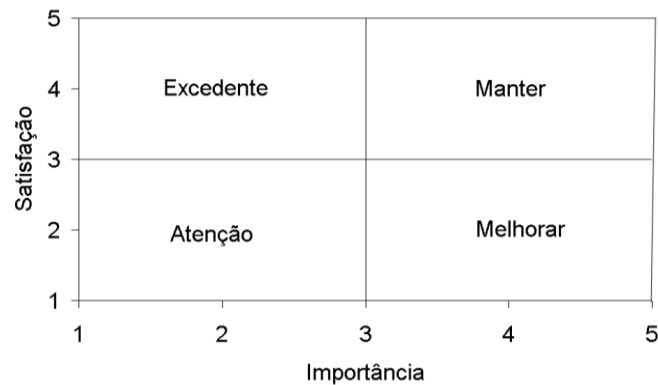 5
Excedente
Manter
4
Satisfação
3
Atenção
Melhorar
2
1
1 2 3 4 5
Importância